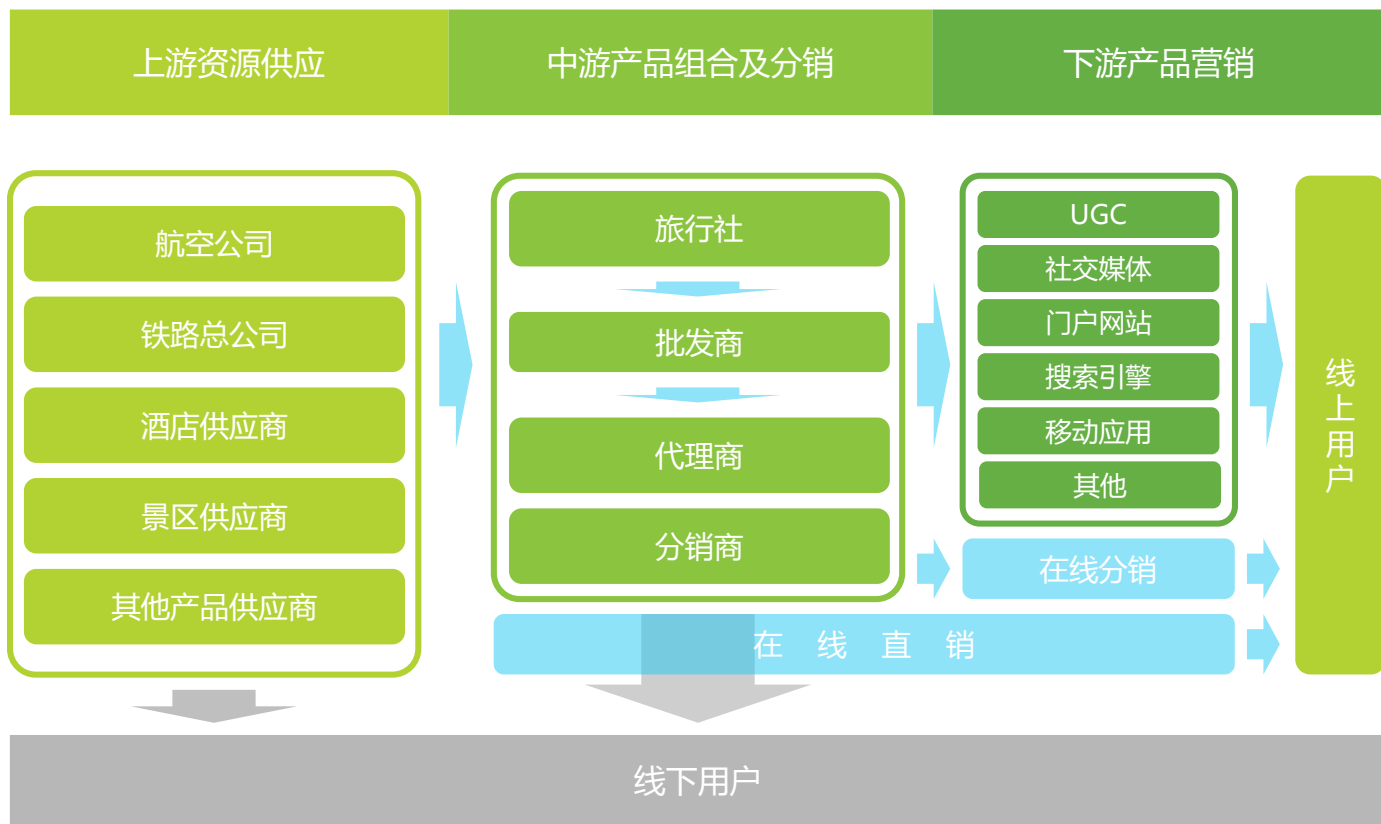 上游资源供应
中游产品组合及分销
下游产品营销
航空公司
铁路总公司
酒店供应商
景区供应商
其他产品供应商
旅行社
批发商
代理商
分销商
UGC
社交媒体
门户网站
搜索引擎
移动应用
其他
在线分销
在线直销
线上用户
线下用户